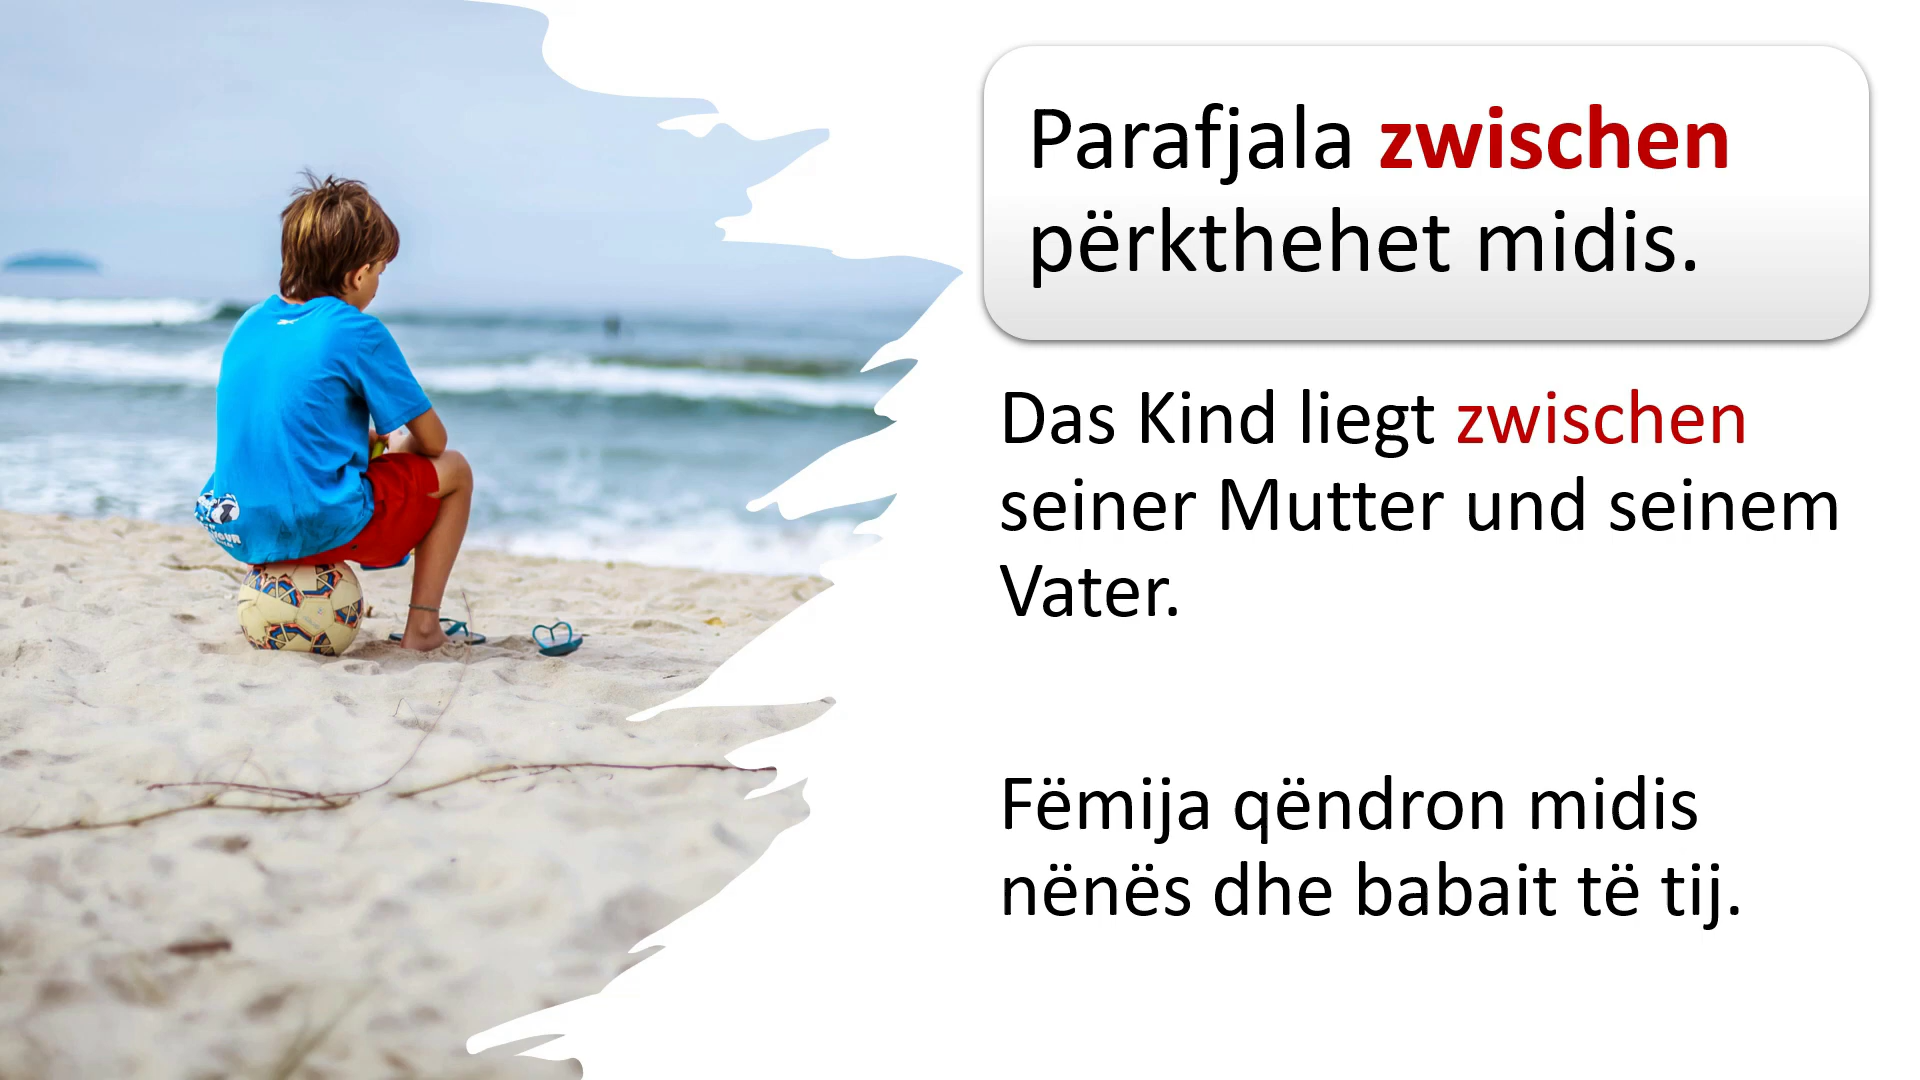 Parafjala zwischen
përkthehet midis.
Das Kind liegt zwischen
seiner Mutter und seinem
Vater.
Fëmija qëndron midis
nënës dhe babait të tij.